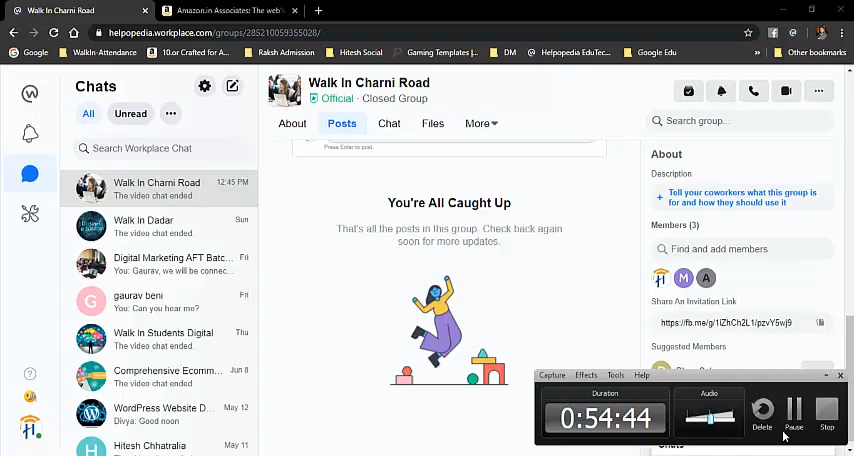 Walk In Charni Road
Amazon.in Associates: The web's
helpopedia.workplace.com/groups/285210059355028/
Google
Walkln-Attendance
10.or Crafted for A...
Raksh Admission
Hitesh Social
Gaming Templates |...
DM
Helpopedia EduTec...
Google Edu
»
Other bookmarks
Chats
All
Unread
Search Workplace Chat
Walk In Charni Road
12:45 PM
The video chat ended.
Walk In Dadar
Sun
The video chat ended.
Digital Marketing AFT Batc...
Fri
You: Gaurav, we will be connec...
G
gaurav beni
Fri
You: Can you hear me?
Walk In Students Digital
Thu
The video chat ended.
Comprehensive Ecomm...
Jun 8
The video chat ended.
WordPress Website D...
May 12
Divya: Good noon
Hitesh Chhatralia
May 11
Walk In Charni Road
Official · Closed Group
About
Posts
Chat
Files
More
Search group...
Press Enter to post.
You're All Caught Up
That's all the posts in this group. Check back again
soon for more updates.
About
Description
+ Tell your coworkers what this group is
for and how they should use it
Members (3)
Find and add members
M
A
Share An Invitation Link
https://fb.me/g/1lZhCh2L1/pzvY5wj9
Suggested Members
Capture
Effects
Tools
Help
Duration
0:54:44
Audio
Delete
Pause
Stop